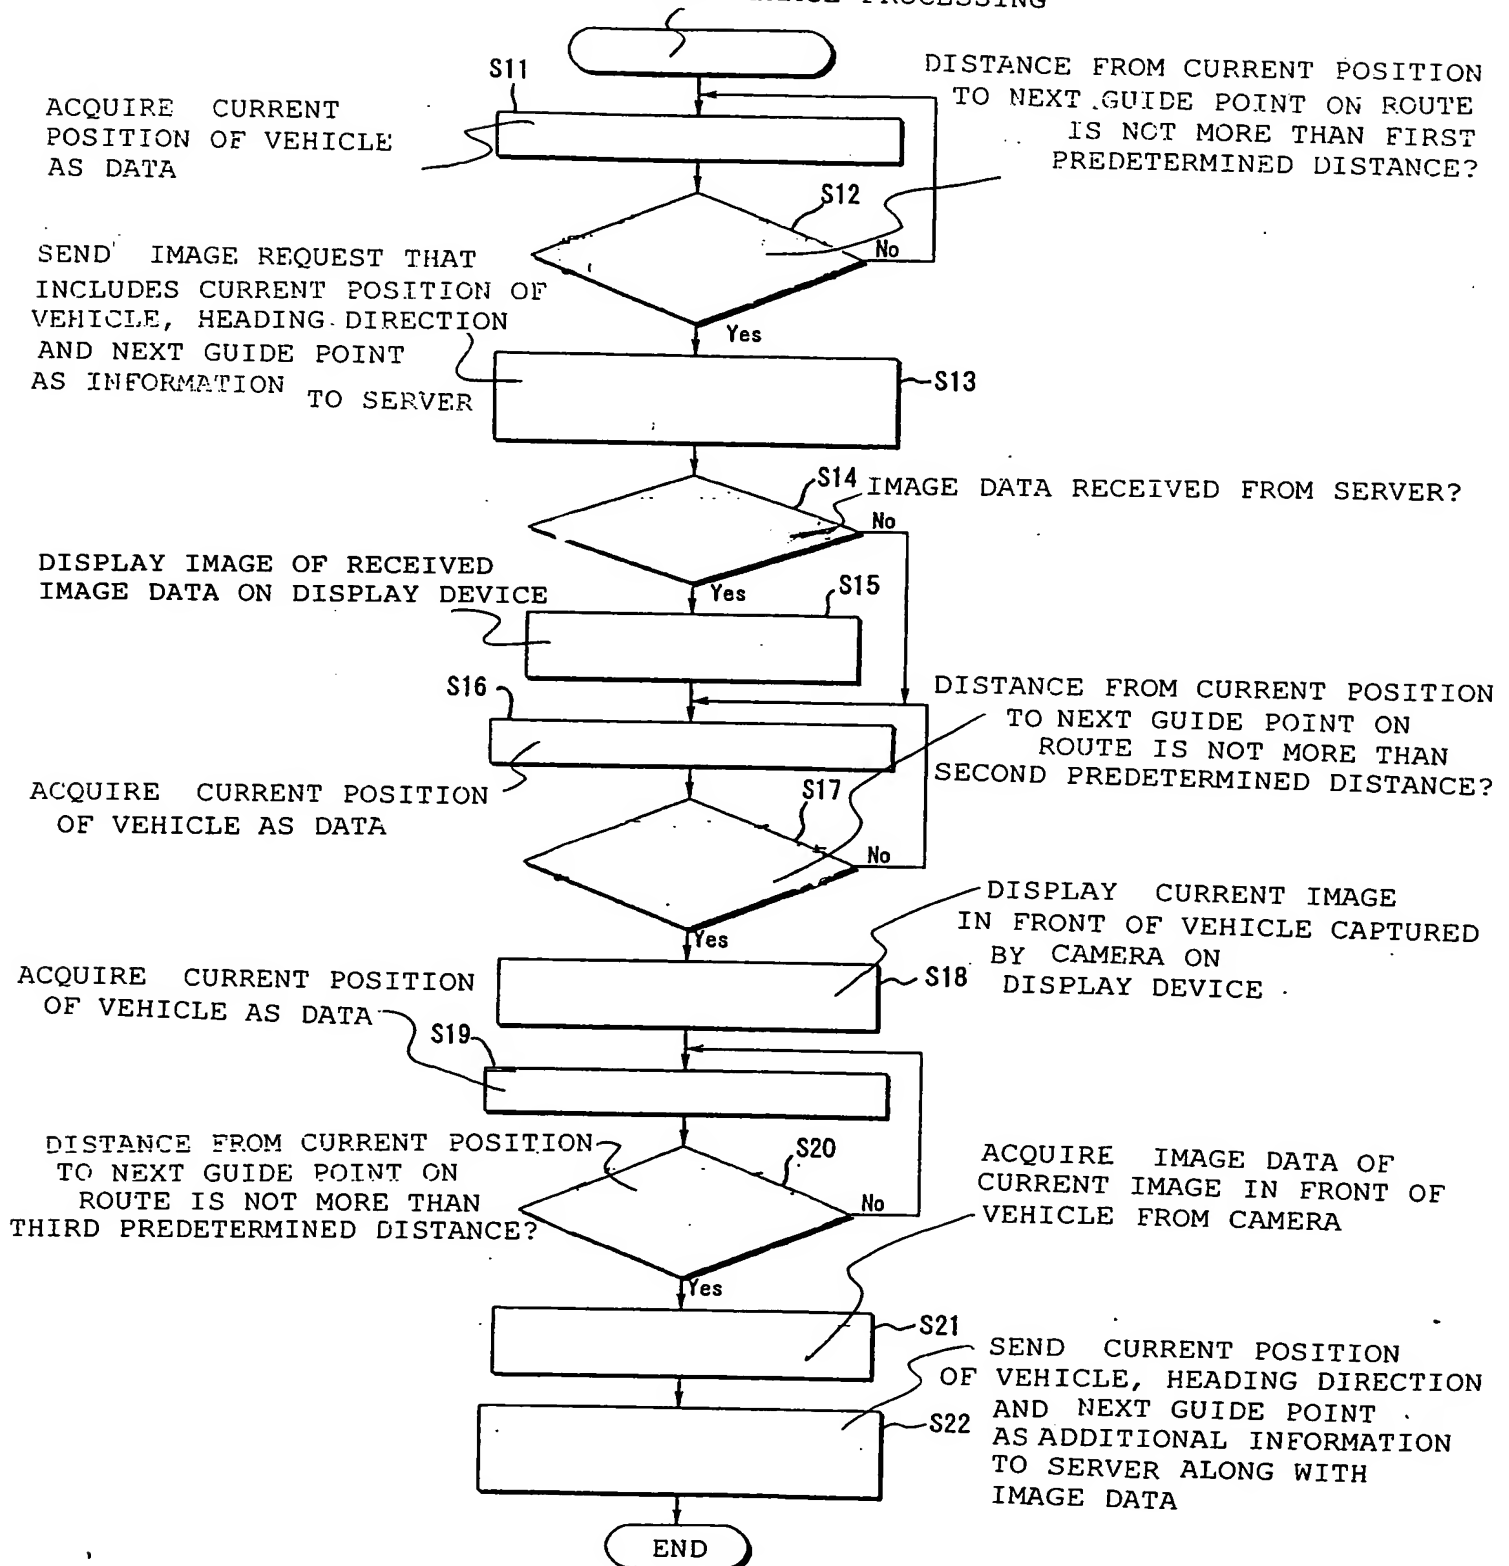 PROCESSING
S11
ACQUIRE CURRENT
POSITION OF VEHICLE
AS DATA
DISTANCE FROM CURRENT POSITION
TO NEXT GUIDE POINT ON ROUTE
IS NOT MORE THAN FIRST
PREDETERMINED DISTANCE?
S12
No
Yes
SEND IMAGE REQUEST THAT
INCLUDES CURRENT POSITION OF
VEHICLE, HEADING DIRECTION
AND NEXT GUIDE POINT
AS INFORMATION TO SERVER
S13
S14
IMAGE DATA RECEIVED FROM SERVER?
No
Yes
DISPLAY IMAGE OF RECEIVED
IMAGE DATA ON DISPLAY DEVICE
S15
S16
ACQUIRE CURRENT POSITION
OF VEHICLE AS DATA
DISTANCE FROM CURRENT POSITION
TO NEXT GUIDE POINT ON
ROUTE IS NOT MORE THAN
SECOND PREDETERMINED DISTANCE?
S17
No
Yes
DISPLAY CURRENT IMAGE
IN FRONT OF VEHICLE CAPTURED
BY CAMERA ON
DISPLAY DEVICE
S18
ACQUIRE CURRENT POSITION
OF VEHICLE AS DATA
S19
DISTANCE FROM CURRENT POSITION
TO NEXT GUIDE POINT ON
ROUTE IS NOT MORE THAN
THIRD PREDETERMINED DISTANCE?
S20
No
Yes
ACQUIRE IMAGE DATA OF
CURRENT IMAGE IN FRONT OF
VEHICLE FROM CAMERA
S21
SEND CURRENT POSITION
OF VEHICLE, HEADING DIRECTION
AND NEXT GUIDE POINT
AS ADDITIONAL INFORMATION
TO SERVER ALONG WITH
IMAGE DATA
S22
END